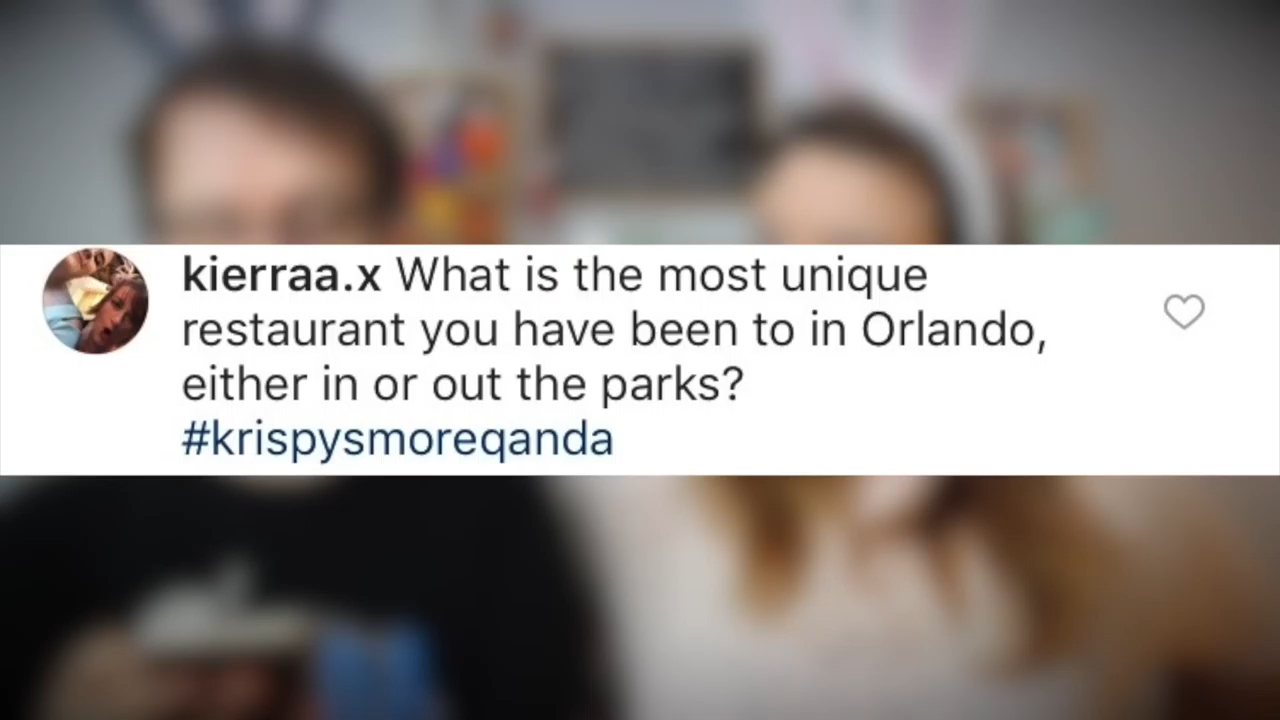 kierraa.x What is the most unique
restaurant you have been to in Orlando,
either in or out the parks?
#krispysmoreqanda